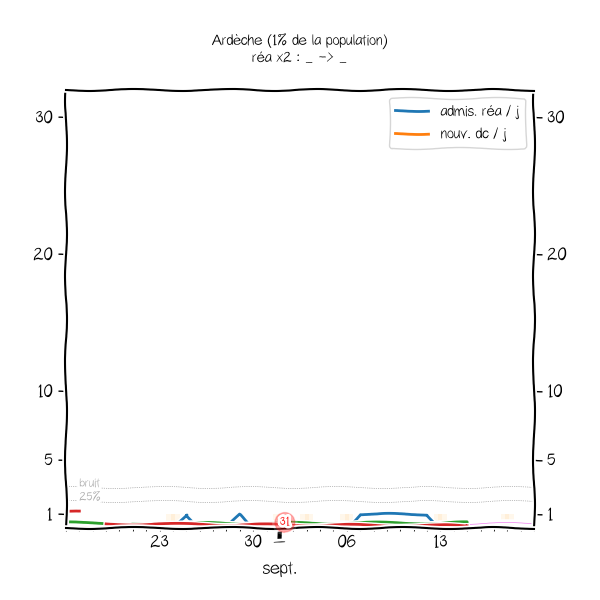 Ardèche (1% de la population)
réa x2 : _ -> _
admis. réa / j
nouv. dc / j
30
30
20
20
10
10
5
5
bruit
25%
1
1
31
23
30
06
13
sept.